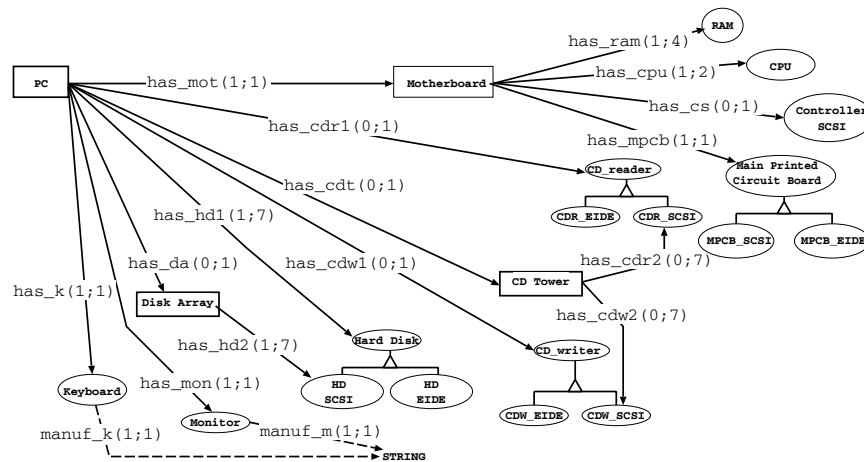 RAM
has_ram(1;4)
PC
has_mot(1;1)
Motherboard
has_cpu(1;2)
CPU
has_cs(0;1)
Controller
SCSI
has_cdr1(0;1)
has_mpcb(1;1)
CD_reader
Main Printed
Circuit Board
has_cdt(0;1)
has_hd1(1;7)
CDR_EIDE
CDR_SCSI
MPCB_SCSI
MPCB_EIDE
has_da(0;1)
has_cdw1(0;1)
has_cdr2(0;7)
has_k(1;1)
CD Tower
Disk Array
has_cdw2(0;7)
has_hd2(1;7)
Hard Disk
CD_writer
Keyboard
has_mon(1;1)
HD
SCSI
HD
EIDE
CDW_EIDE
CDW_SCSI
Monitor
manuf_k(1;1)
manuf_m(1;1)
STRING